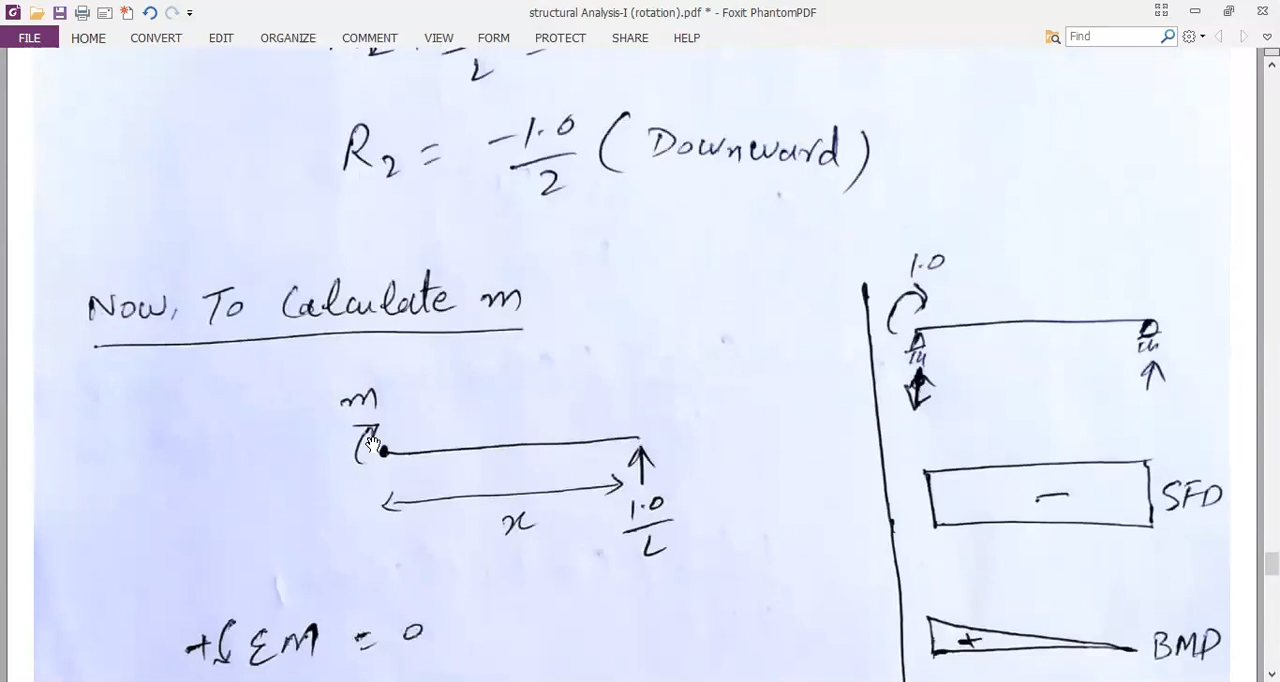 structural Analysis-I (rotation).pdf * - Foxit PhantomPDF
FILE HOME CONVERT EDIT ORGANIZE COMMENT VIEW FORM PROTECT SHARE HELP
Find
L
R2 = -1.0/2 (Downward)
Now, To Calculate m
m
x
1.0/L
+ ΣM = 0
1.0
- SFD
+ BMD